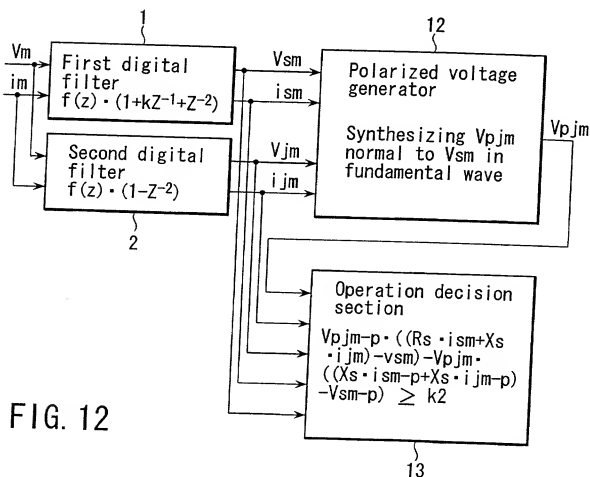 1
Vm
im
First digital
filter
f(z)·(1+kZ⁻¹+Z⁻²)
Vsm
ism
Second digital
filter
f(z)·(1-Z⁻²)
2
Vjm
ijm
12
Polarized voltage
generator
Synthesizing Vpjm
normal to Vsm in
fundamental wave
Vpjm
Operation decision
section
Vpjm-p·((Rs·ism+Xs
·ijm)-vsm)-Vpjm·
((Xs·ism-p+Xs·ijm-p)
-Vsm-p) ≥ k2
13
FIG. 12